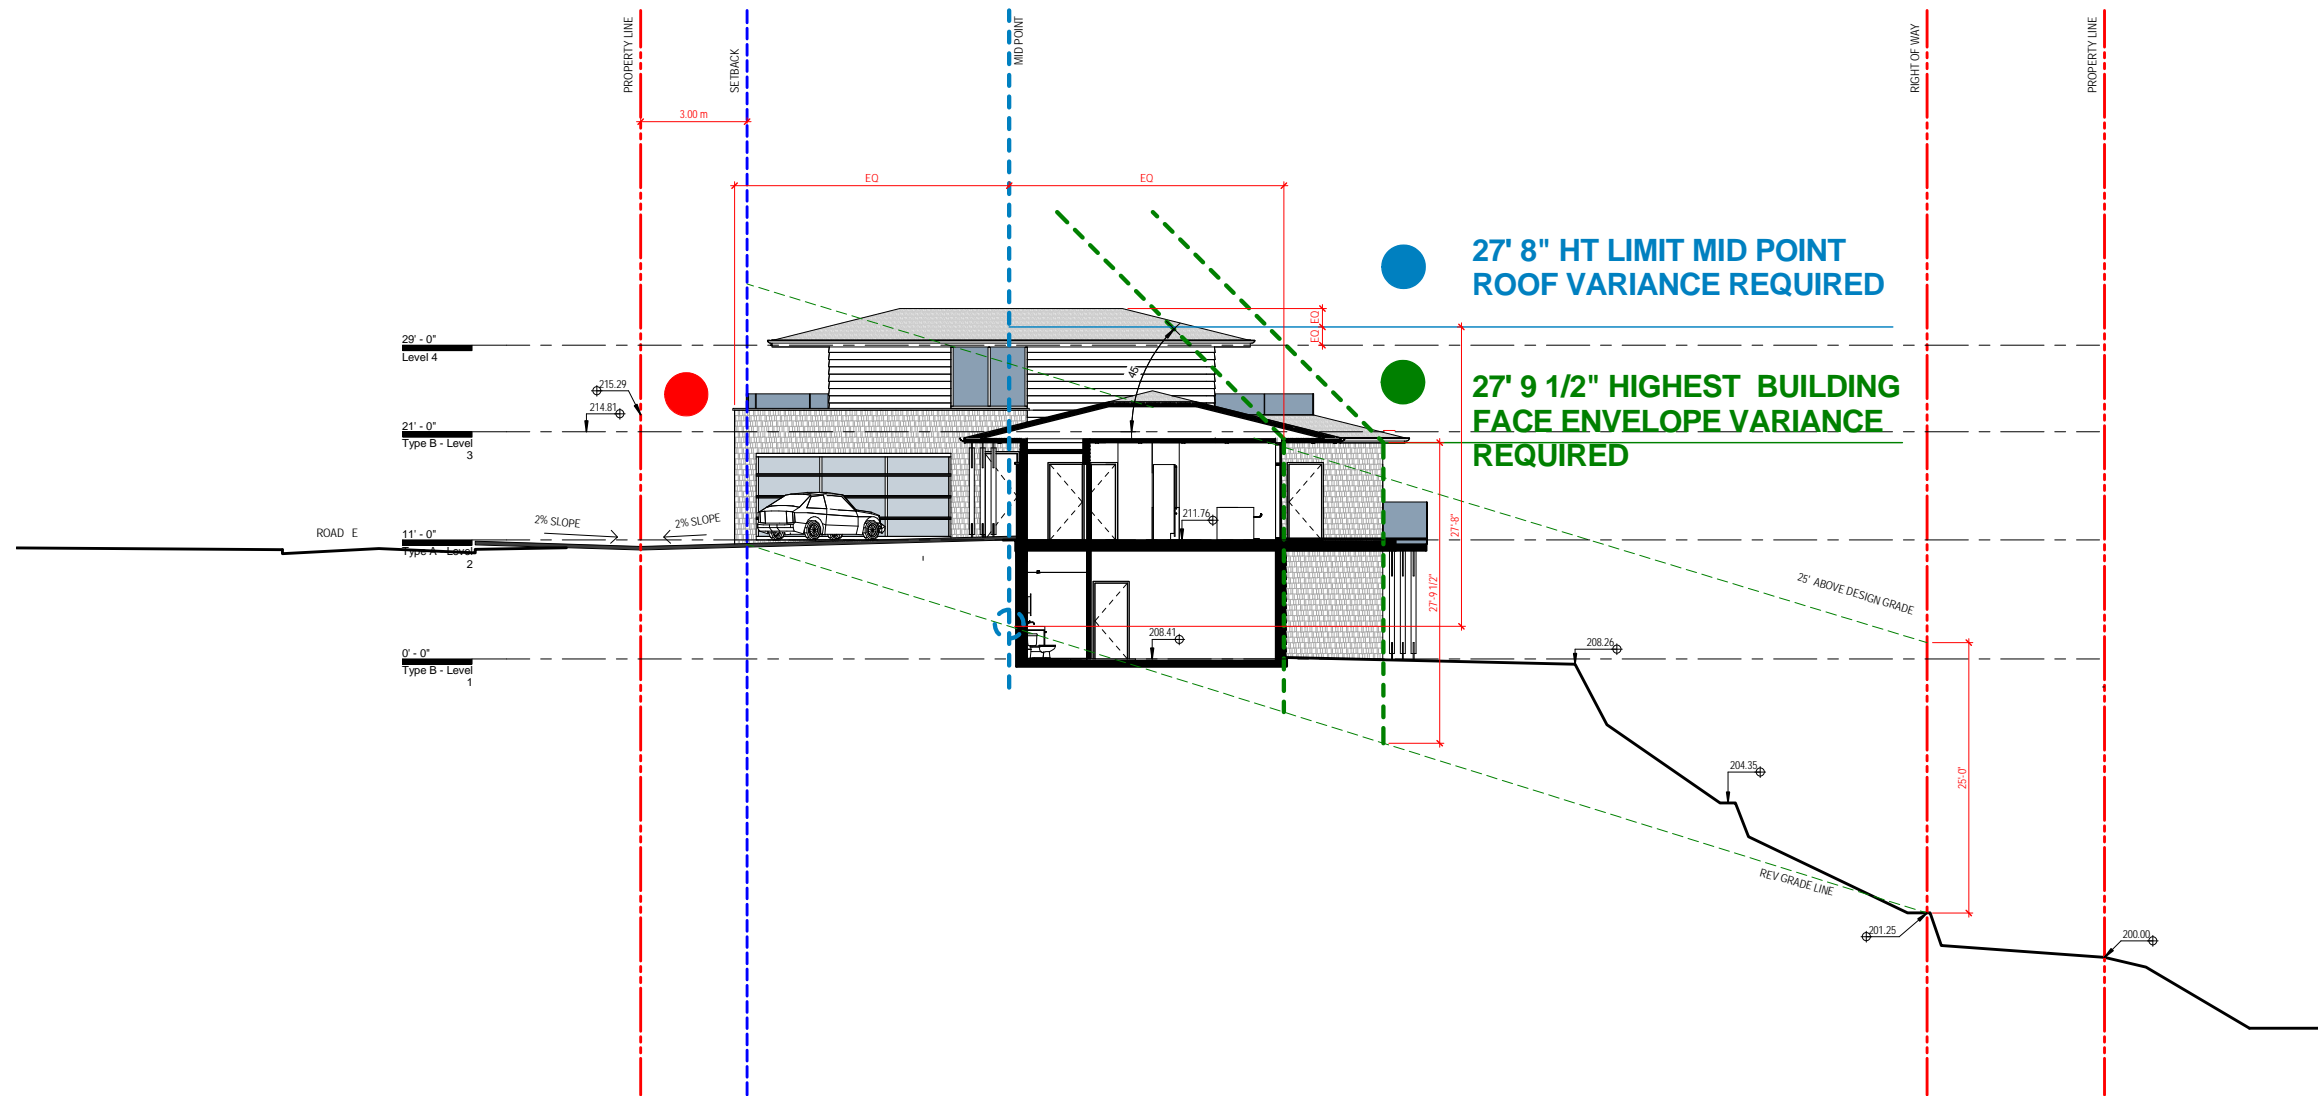 PROPERTY LINE
SETBACK
MID POINT
RIGHT OF WAY
PROPERTY LINE
3.00 m
EQ
EQ
27' 8" HT LIMIT MID POINT
ROOF VARIANCE REQUIRED
EQ
EQ
29' - 0"
Level 4
45
27' 9 1/2" HIGHEST BUILDING
FACE ENVELOPE VARIANCE
REQUIRED
215.29
214.81
21' - 0"
Type B - Level
3
211.76
27'-8"
ROAD E
2% SLOPE
2% SLOPE
11' - 0"
Type A - Level
2
27'-9 1/2"
25' ABOVE DESIGN GRADE
208.41
208.26
0' - 0"
Type B - Level
1
204.35
25'-0"
REV GRADE LINE
201.25
200.00